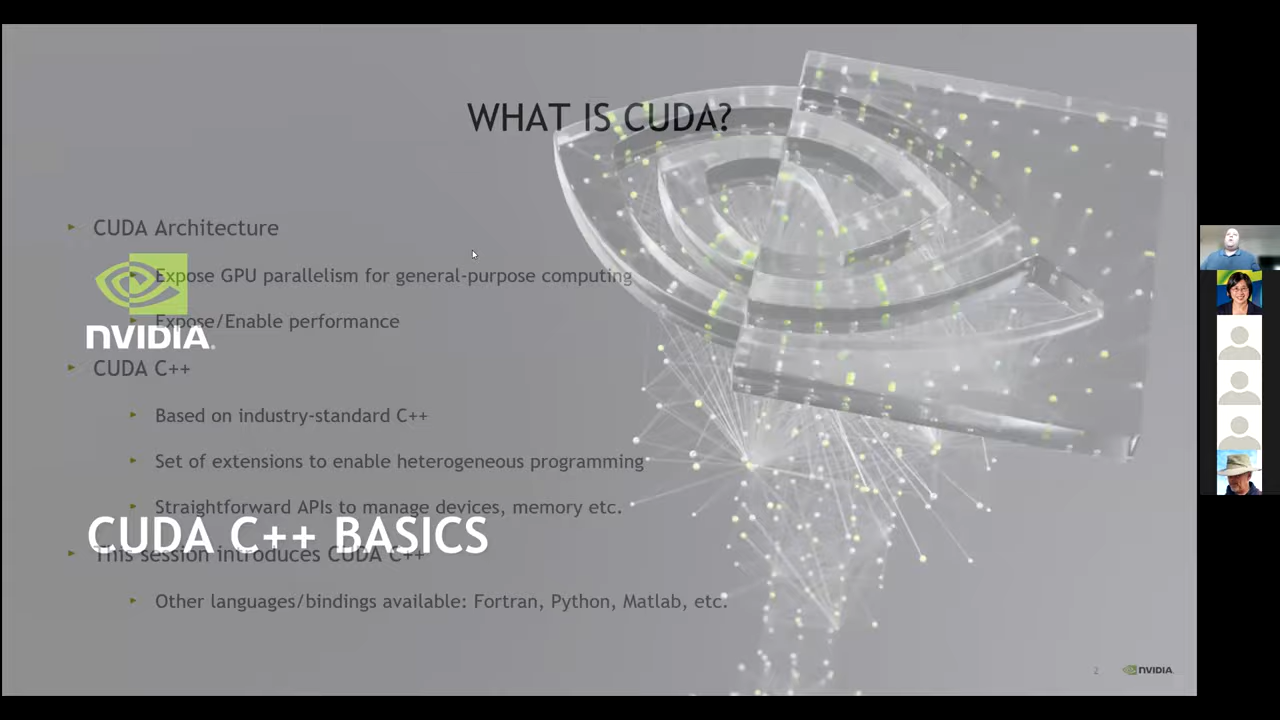 WHAT IS CUDA?
CUDA Architecture
Expose GPU parallelism for general-purpose computing
Expose/Enable performance
NVIDIA.
CUDA C++
Based on industry-standard C++
Set of extensions to enable heterogeneous programming
Straightforward APIs to manage devices, memory etc.
CUDA C++ BASICS
This session introduces CUDA C++
Other languages/bindings available: Fortran, Python, Matlab, etc.
2
NVIDIA.